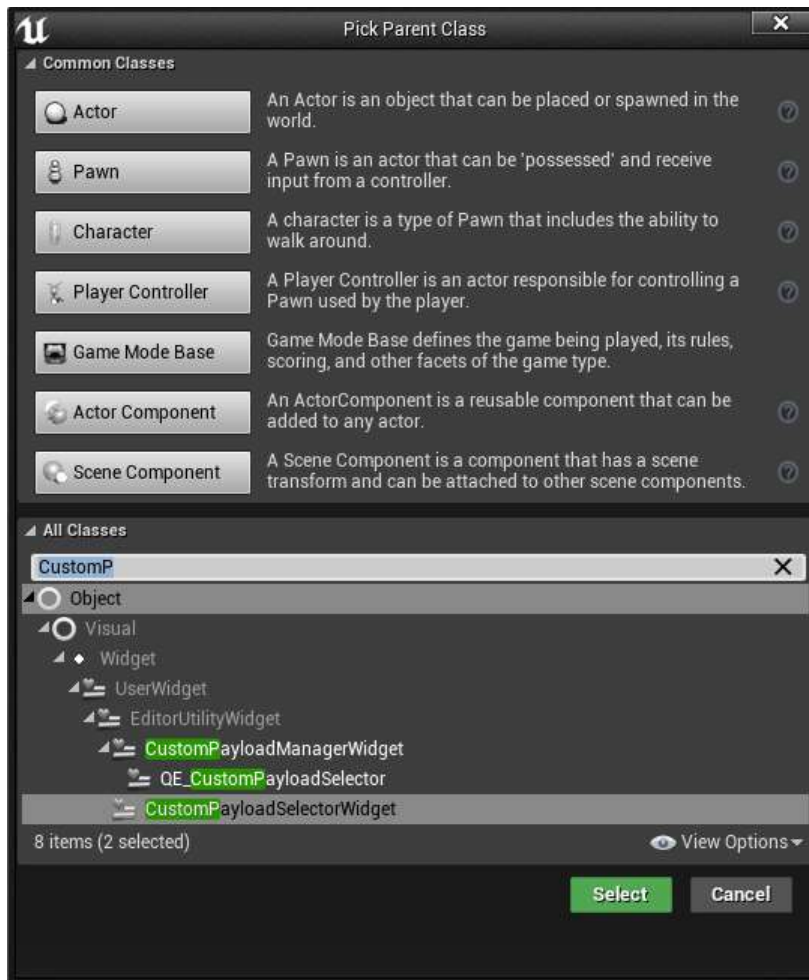 Pick Parent Class
Common Classes
Actor
An Actor is an object that can be placed or spawned in the
world.
Pawn
A Pawn is an actor that can be 'possessed' and receive
input from a controller.
Character
A character is a type of Pawn that includes the ability to
walk around.
Player Controller
A Player Controller is an actor responsible for controlling a
Pawn used by the player.
Game Mode Base
Game Mode Base defines the game being played, its rules,
scoring, and other facets of the game type.
Actor Component
An ActorComponent is a reusable component that can be
added to any actor.
Scene Component
A Scene Component is a component that has a scene
transform and can be attached to other scene components.
All Classes
CustomP
Object
Visual
Widget
UserWidget
EditorUtilityWidget
CustomPayloadManagerWidget
QE_CustomPayloadSelector
CustomPayloadSelectorWidget
8 items (2 selected)
View Options
Select
Cancel